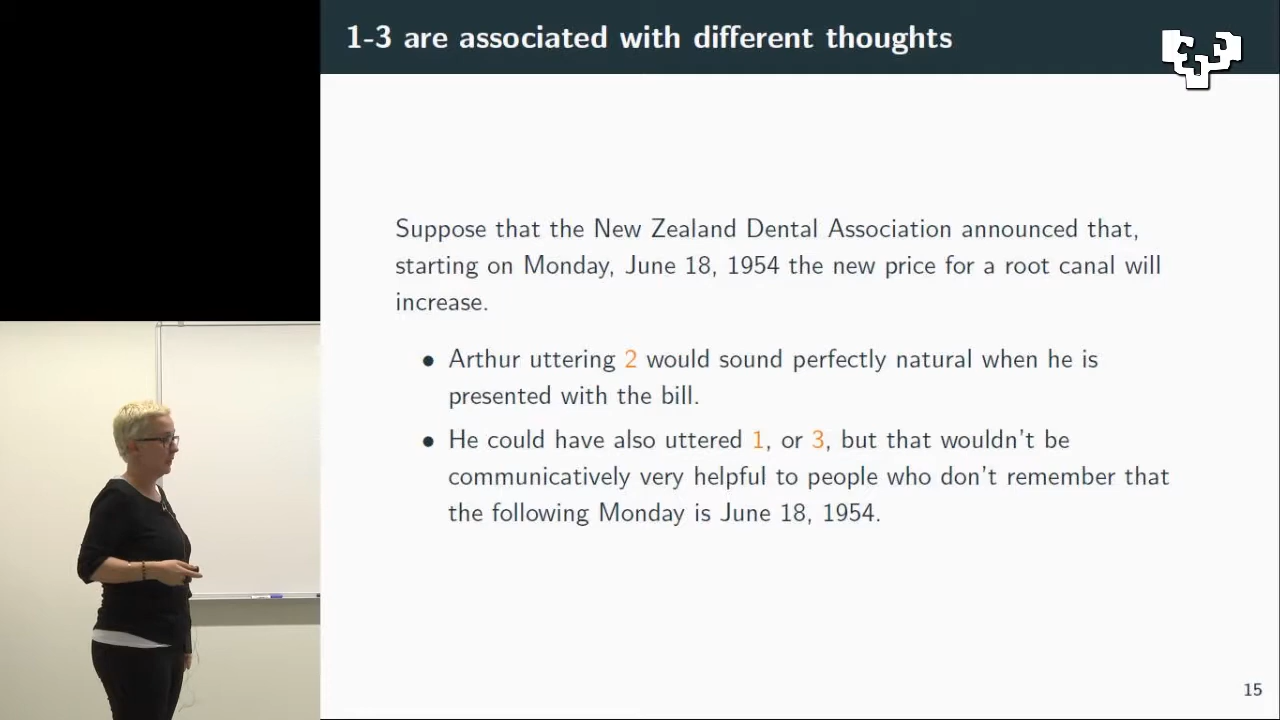 1-3 are associated with different thoughts
Suppose that the New Zealand Dental Association announced that,
starting on Monday, June 18, 1954 the new price for a root canal will
increase.
• Arthur uttering 2 would sound perfectly natural when he is
presented with the bill.
• He could have also uttered 1, or 3, but that wouldn't be
communicatively very helpful to people who don't remember that
the following Monday is June 18, 1954.
15